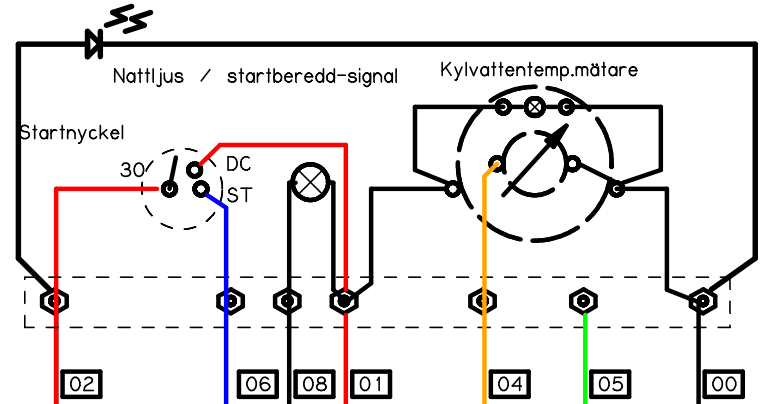 Nattljus / startberedd-signal
Kylvattentemp.mätare
Startnyckel
30
DC
ST
02
06
08
01
04
05
00